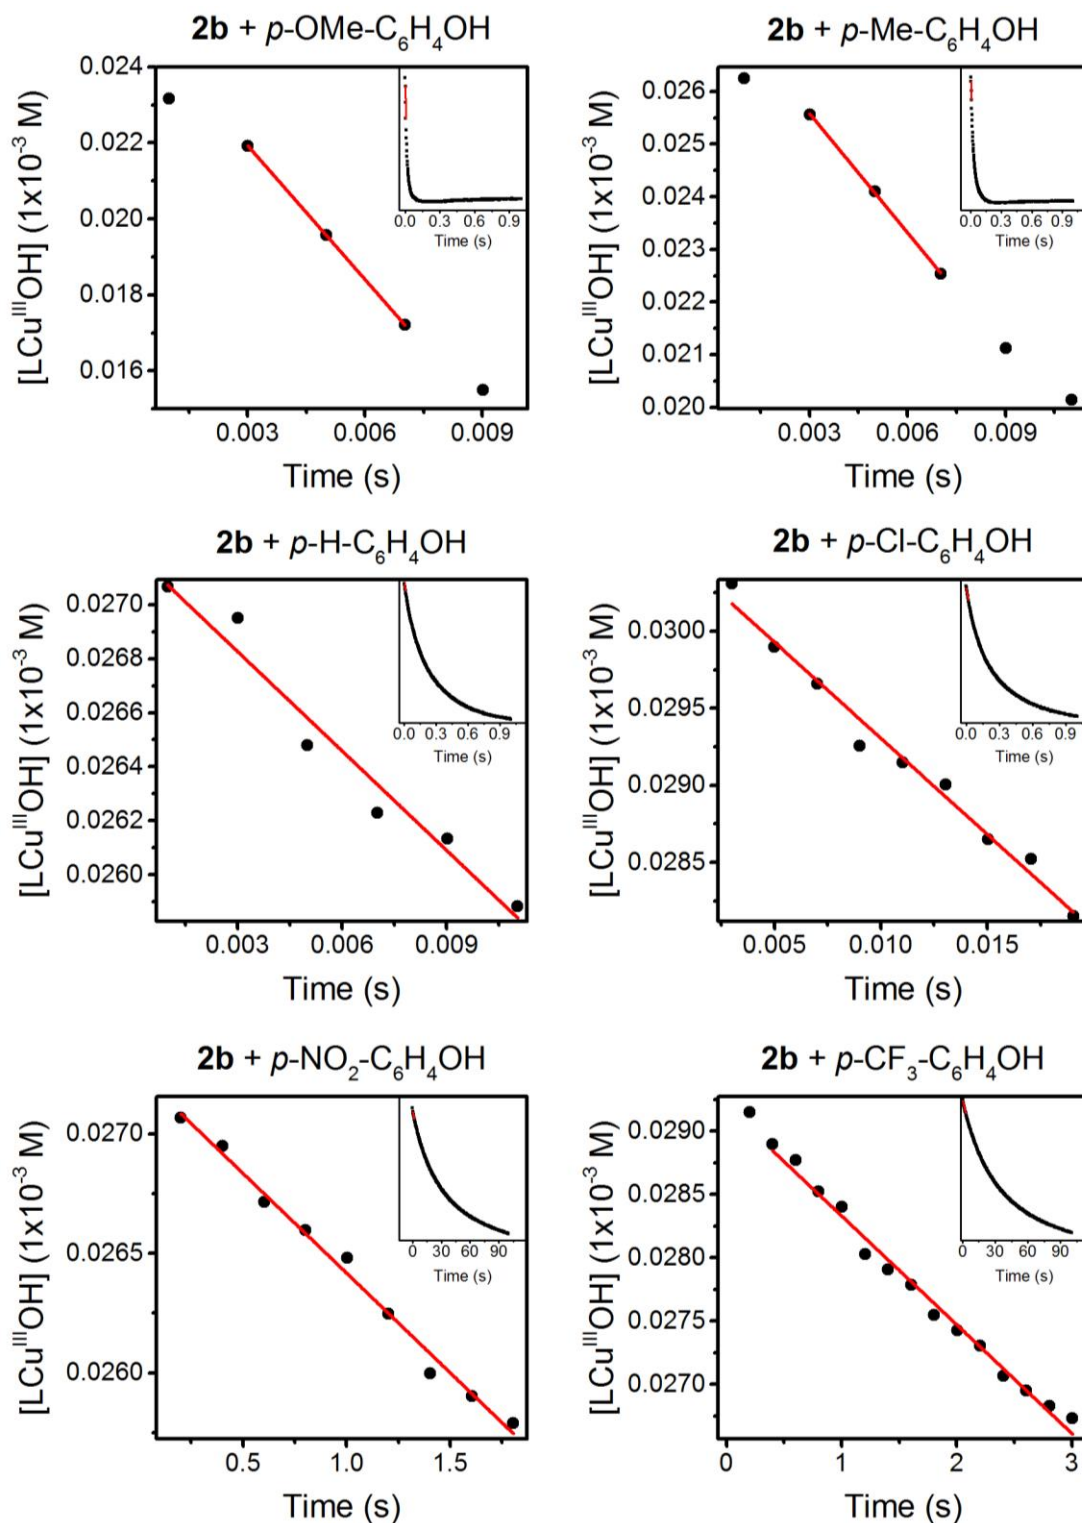 2b + p-OMe-C₆H₄OH
[LCuᴵᴵᴵOH] (1x10⁻³ M)
0.024
0.022
0.020
0.018
0.016
0.003 0.006 0.009
Time (s)
0.0 0.3 0.6 0.9
Time (s)
2b + p-Me-C₆H₄OH
[LCuᴵᴵᴵOH] (1x10⁻³ M)
0.026
0.025
0.024
0.023
0.022
0.021
0.020
0.003 0.006 0.009
Time (s)
0.0 0.3 0.6 0.9
Time (s)
2b + p-H-C₆H₄OH
[LCuᴵᴵᴵOH] (1x10⁻³ M)
0.0270
0.0268
0.0266
0.0264
0.0262
0.0260
0.003 0.006 0.009
Time (s)
0.0 0.3 0.6 0.9
Time (s)
2b + p-Cl-C₆H₄OH
[LCuᴵᴵᴵOH] (1x10⁻³ M)
0.0300
0.0295
0.0290
0.0285
0.005 0.010 0.015
Time (s)
0.0 0.3 0.6 0.9
Time (s)
2b + p-NO₂-C₆H₄OH
[LCuᴵᴵᴵOH] (1x10⁻³ M)
0.0270
0.0265
0.0260
0.5 1.0 1.5
Time (s)
0 30 60 90
Time (s)
2b + p-CF₃-C₆H₄OH
[LCuᴵᴵᴵOH] (1x10⁻³ M)
0.0290
0.0285
0.0280
0.0275
0.0270
0 1 2 3
Time (s)
0 30 60 90
Time (s)